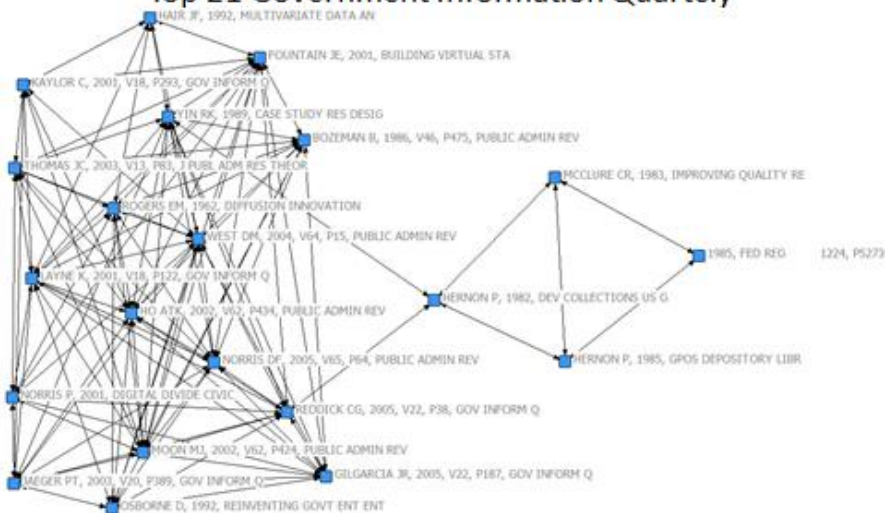 Top 21 Government Information Quarterly
HAIR JF, 1992, MULTIVARIATE DATA AN
FOUNTAIN JE, 2001, BUILDING VIRTUAL STA
KAYLOR C, 2001, V18, P293, GOV INFORM Q
YIN RK, 1989, CASE STUDY RES DESIG
BOZEMAN B, 1986, V46, P475, PUBLIC ADMIN REV
THOMAS JC, 2003, V13, P83, J PUBL ADM RES THEOR
MCCLURE CR, 1983, IMPROVING QUALITY RE
ROGERS EM, 1962, DIFFUSION INNOVATION
WEST DM, 2004, V64, P15, PUBLIC ADMIN REV
1985, FED REG 1224, P5273
LAYNE K, 2001, V18, P122, GOV INFORM Q
HERNON P, 1982, DEV COLLECTIONS US G
HO ATK, 2002, V62, P434, PUBLIC ADMIN REV
NORRIS DF, 2005, V65, P64, PUBLIC ADMIN REV
HERNON P, 1985, GPOS DEPOSITORY LIBR
NORRIS P, 2001, DIGITAL DIVIDE CIVIC
REDDICK CG, 2005, V22, P38, GOV INFORM Q
MOON MJ, 2002, V62, P424, PUBLIC ADMIN REV
GILGARCIA JR, 2005, V22, P187, GOV INFORM Q
JAEGER PT, 2003, V20, P389, GOV INFORM Q
OSBORNE D, 1992, REINVENTING GOVT ENT ENT